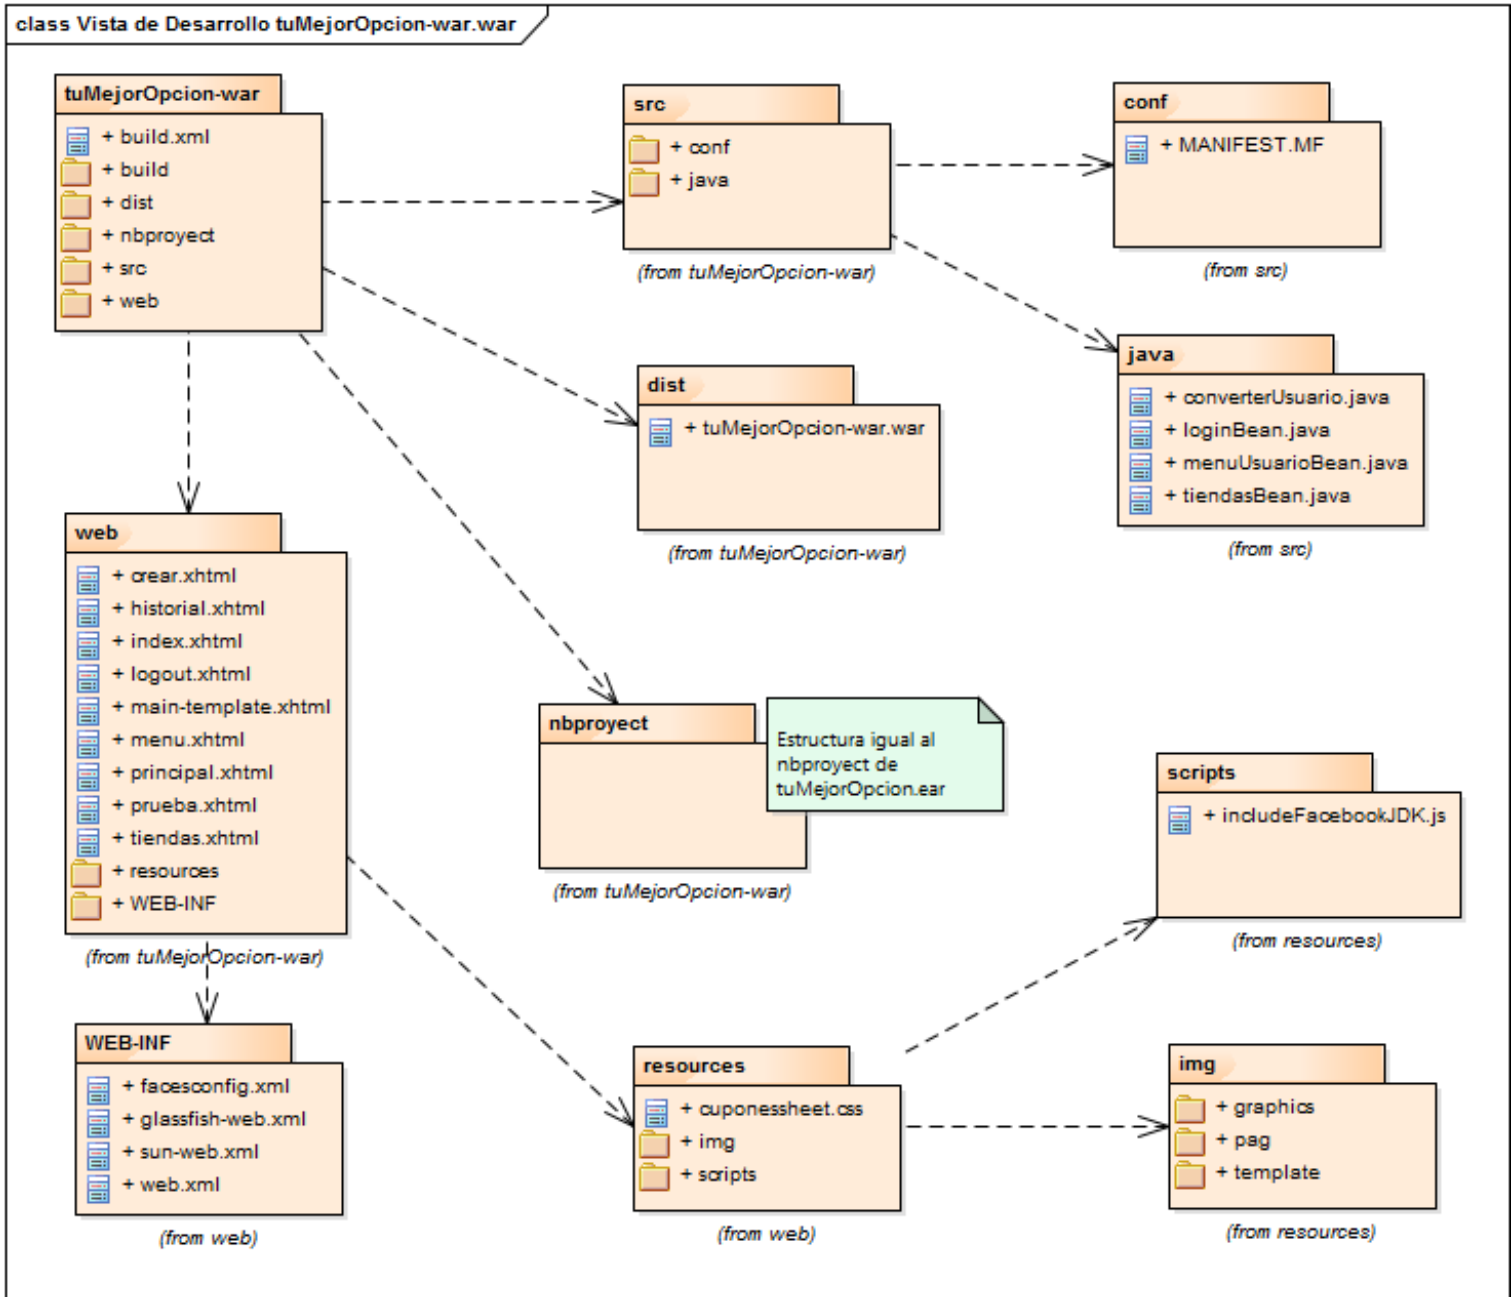 class Vista de Desarrollo tuMejorOpcion-war.war
tuMejorOpcion-war
+ build.xml
+ build
+ dist
+ nbproyect
+ src
+ web
src
+ conf
+ java
(from tuMejorOpcion-war)
conf
+ MANIFEST.MF
(from src)
java
+ converterUsuario.java
+ loginBean.java
+ menuUsuarioBean.java
+ tiendasBean.java
(from src)
dist
+ tuMejorOpcion-war.war
(from tuMejorOpcion-war)
web
+ crear.xhtml
+ historial.xhtml
+ index.xhtml
+ logout.xhtml
+ main-template.xhtml
+ menu.xhtml
+ principal.xhtml
+ prueba.xhtml
+ tiendas.xhtml
+ resources
+ WEB-INF
(from tuMejorOpcion-war)
nbproyect
Estructura igual al
nbproyect de
tuMejorOpcion.ear
(from tuMejorOpcion-war)
scripts
+ includeFacebookJDK.js
(from resources)
WEB-INF
+ facesconfig.xml
+ glassfish-web.xml
+ sun-web.xml
+ web.xml
(from web)
resources
+ cuponessheet.css
+ img
+ scripts
(from web)
img
+ graphics
+ pag
+ template
(from resources)